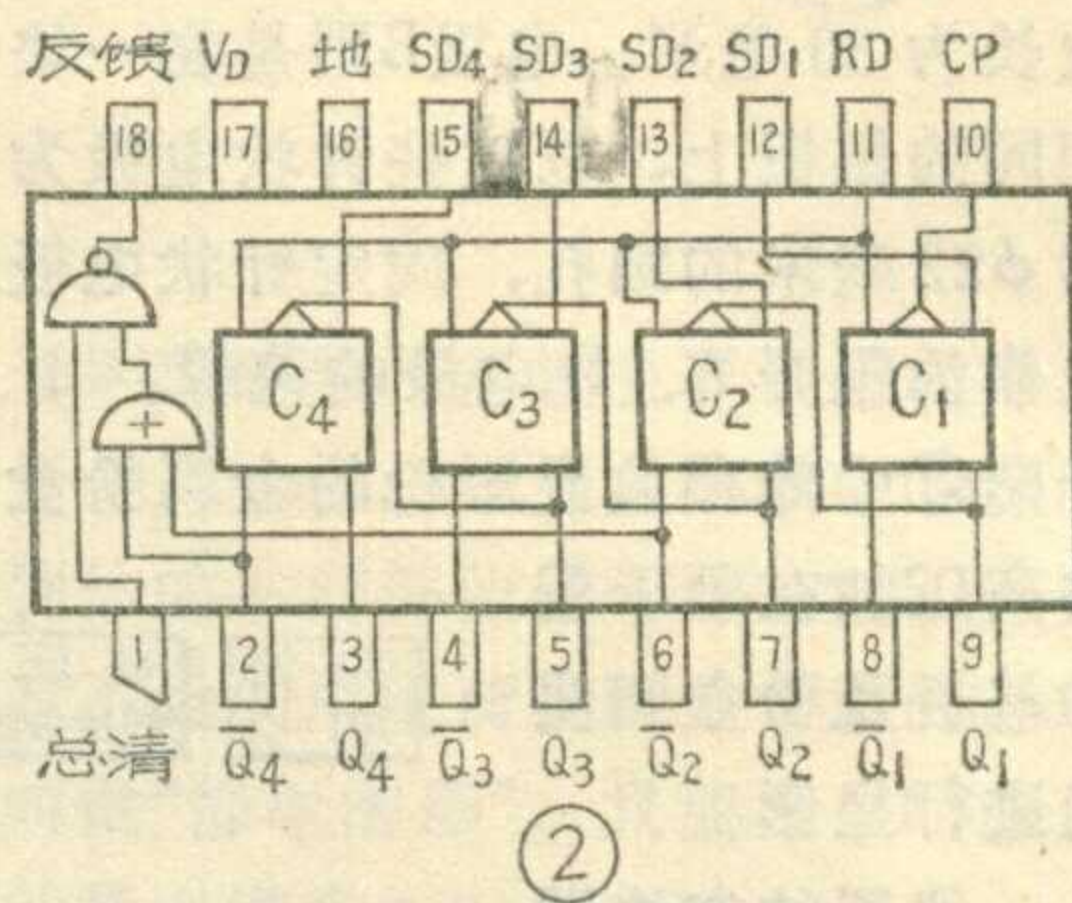 反馈 VD 地 SD4 SD3 SD2 SD1 RD CP
18 17 16 15 14 13 12 11 10
C4 C3 C2 C1
+
1 2 3 4 5 6 7 8 9
总清 Q̅4 Q4 Q̅3 Q3 Q̅2 Q2 Q̅1 Q1
②